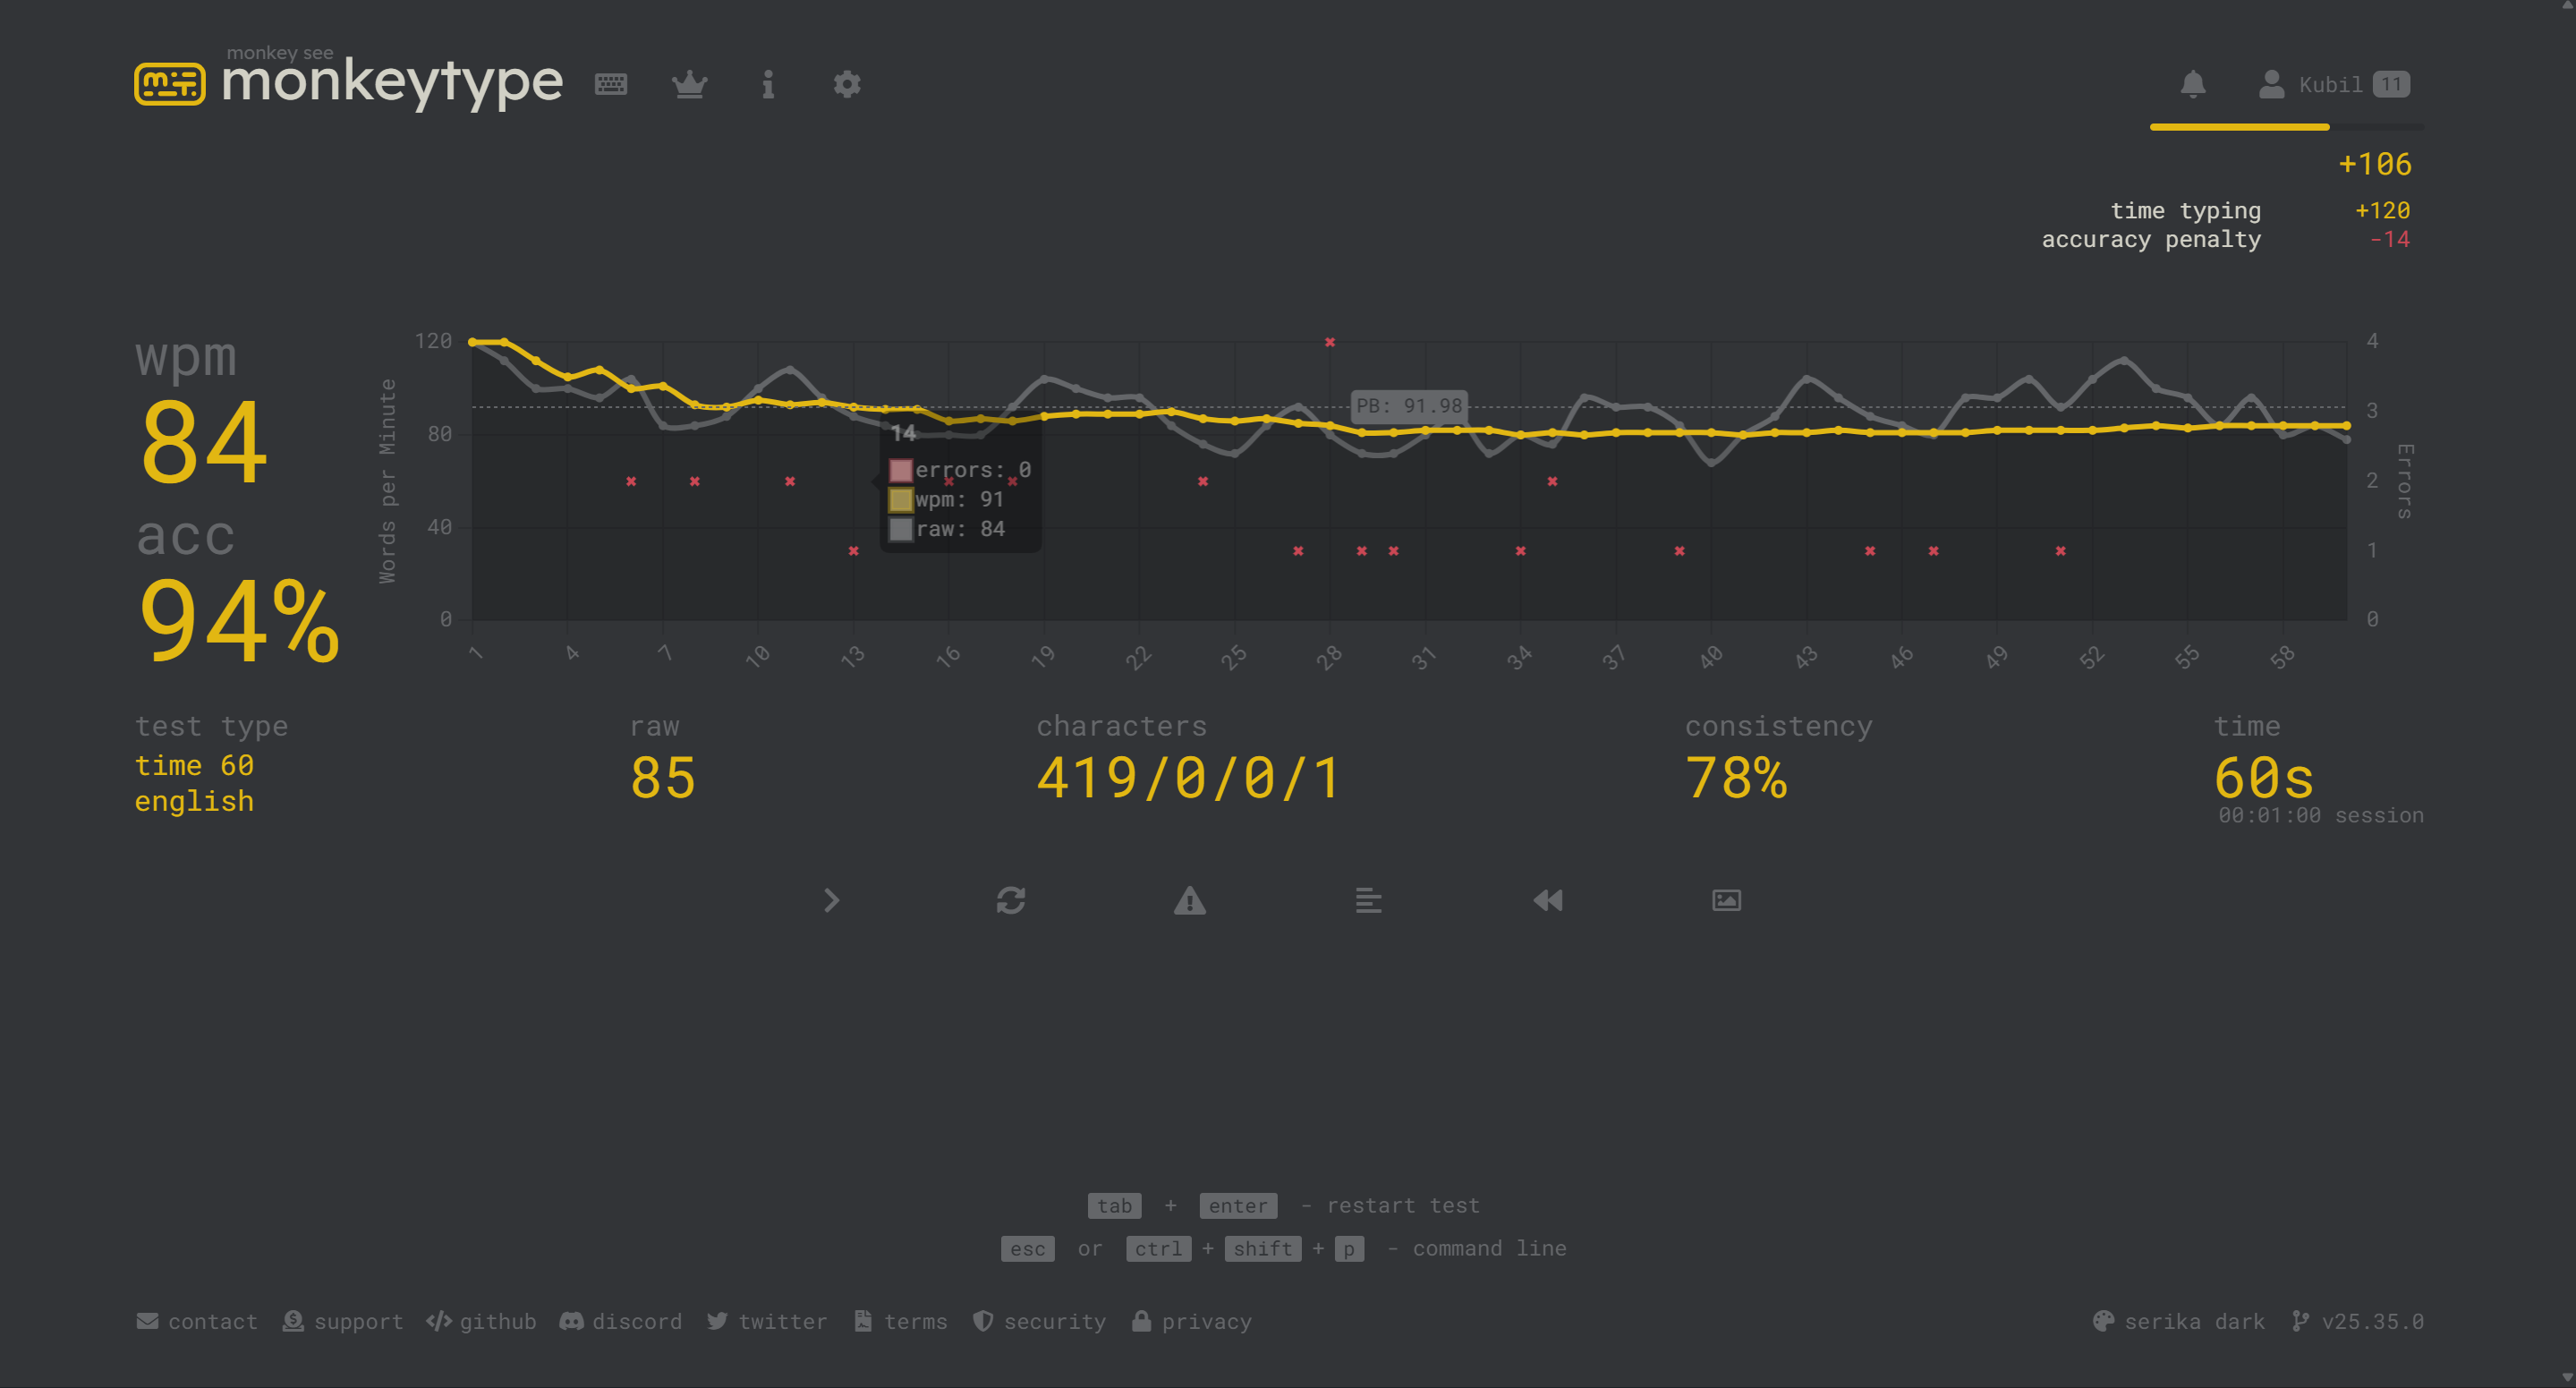 monkey see
monkeytype
Kubil 11
+106
time typing +120
accuracy penalty -14
wpm
84
acc
94%
Words per Minute
120
80
40
0
PB: 91.98
14
errors: 0
wpm: 91
raw: 84
4
3
2
1
0
Errors
1 4 7 10 13 16 19 22 25 28 31 34 37 40 43 46 49 52 55 58
test type
time 60
english
raw
85
characters
419/0/0/1
consistency
78%
time
60s
00:01:00 session
tab + enter - restart test
esc or ctrl + shift + p - command line
contact support github discord twitter terms security privacy serika dark v25.35.0